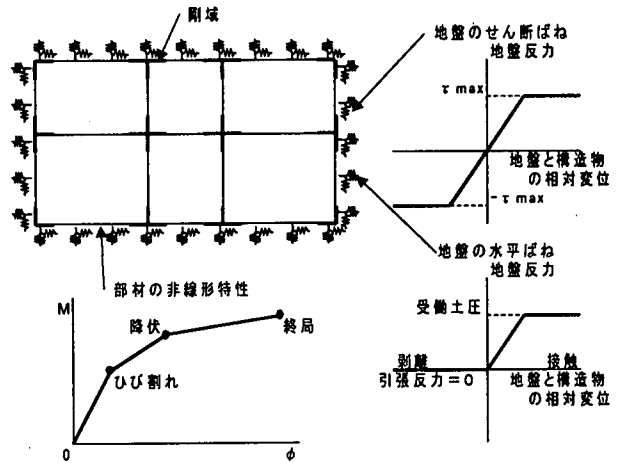 剛域
地盤のせん断ばね
地盤反力
τ max
地盤と構造物
の相対変位
- τ max
地盤の水平ばね
地盤反力
受働土圧
剥離
接触
引張反力=0
地盤と構造物
の相対変位
部材の非線形特性
M
降伏
終局
ひび割れ
0
φ